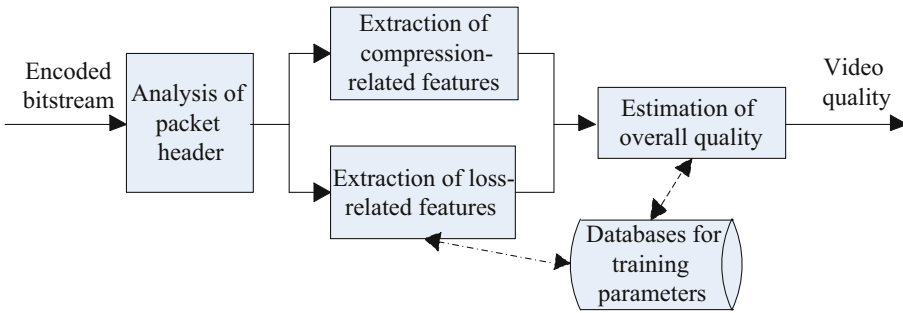 Encoded
bitstream
Analysis of
packet
header
Extraction of
compression-
related features
Extraction of loss-
related features
Estimation of
overall quality
Video
quality
Databases for
training
parameters